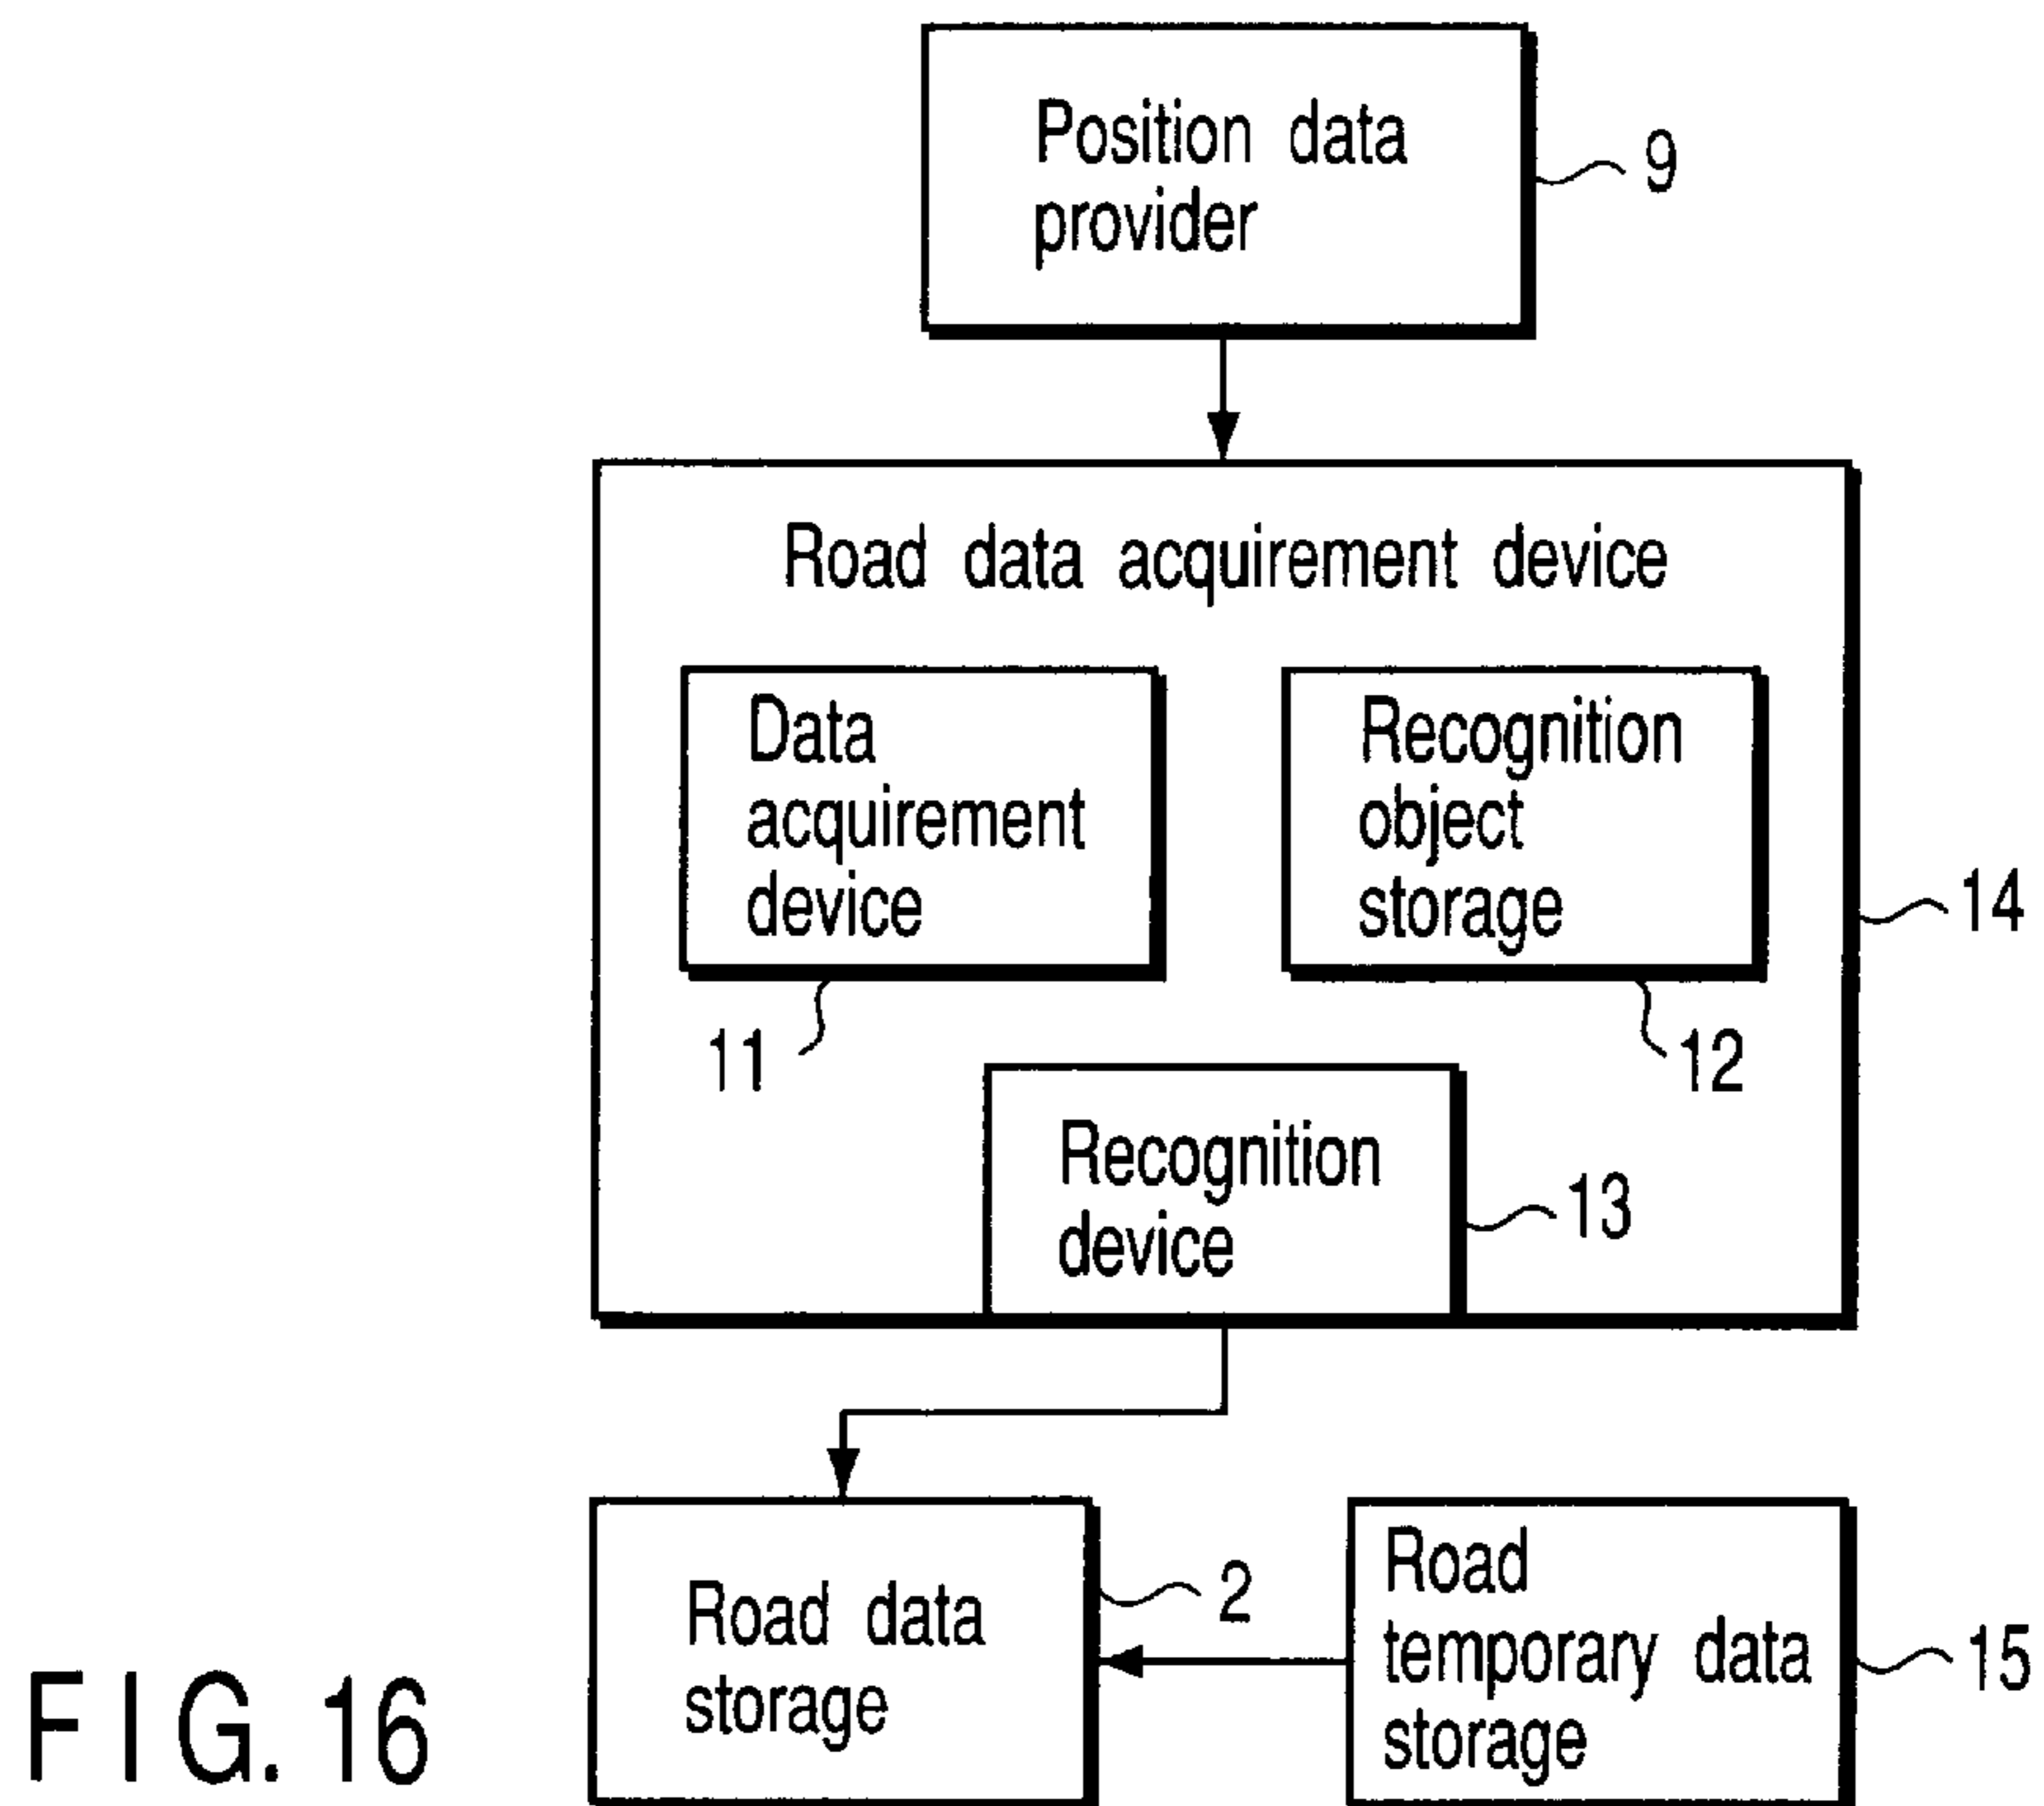 Position data
provider
9
Road data acquirement device
Data
acquirement
device
Recognition
object
storage
14
11
12
Recognition
device
13
Road data
storage
2
Road
temporary data
storage
15
FIG. 16